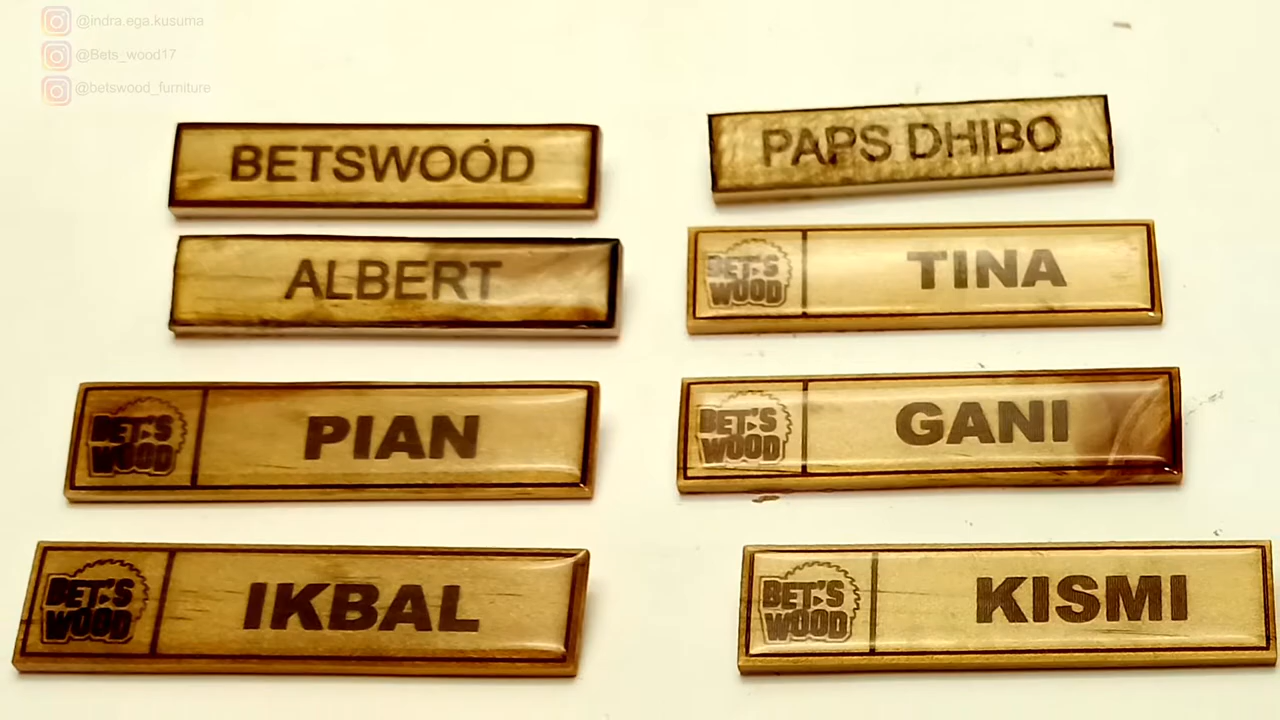 @indra.ega.kusuma
@Bets_wood17
@betswood_furniture
BETSWOOD
PAPS DHIBO
ALBERT
BET'S
WOOD
TINA
BET'S
WOOD
PIAN
BET'S
WOOD
GANI
BET'S
WOOD
IKBAL
BET'S
WOOD
KISMI